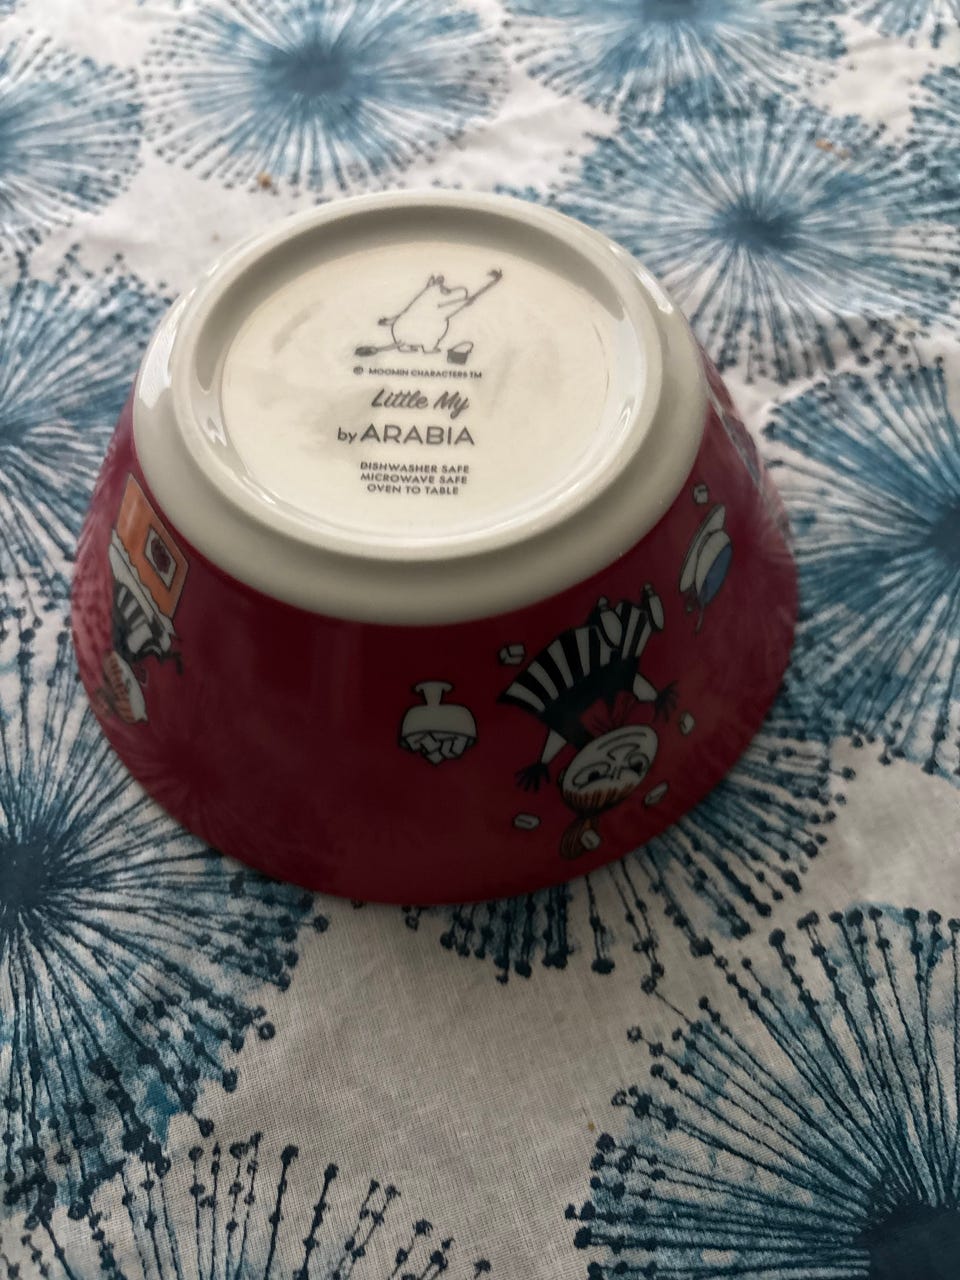 © MOOMIN CHARACTERS TM
Little My
by ARABIA
DISHWASHER SAFE
MICROWAVE SAFE
OVEN TO TABLE